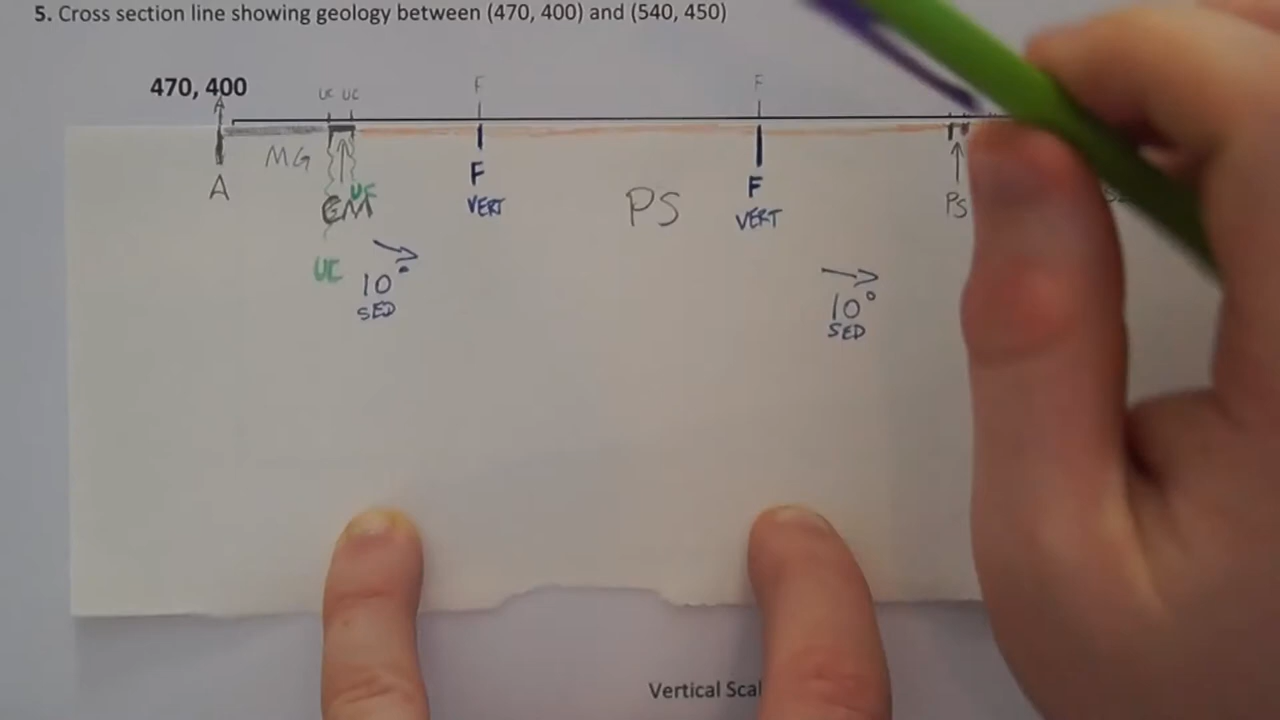 5. Cross section line showing geology between (470, 400) and (540, 450)
470, 400
A
UC UC
F
F
MG
A
UC
F
VERT
PS
F
VERT
PS
UC
10°
SED
10°
SED
Vertical Scal